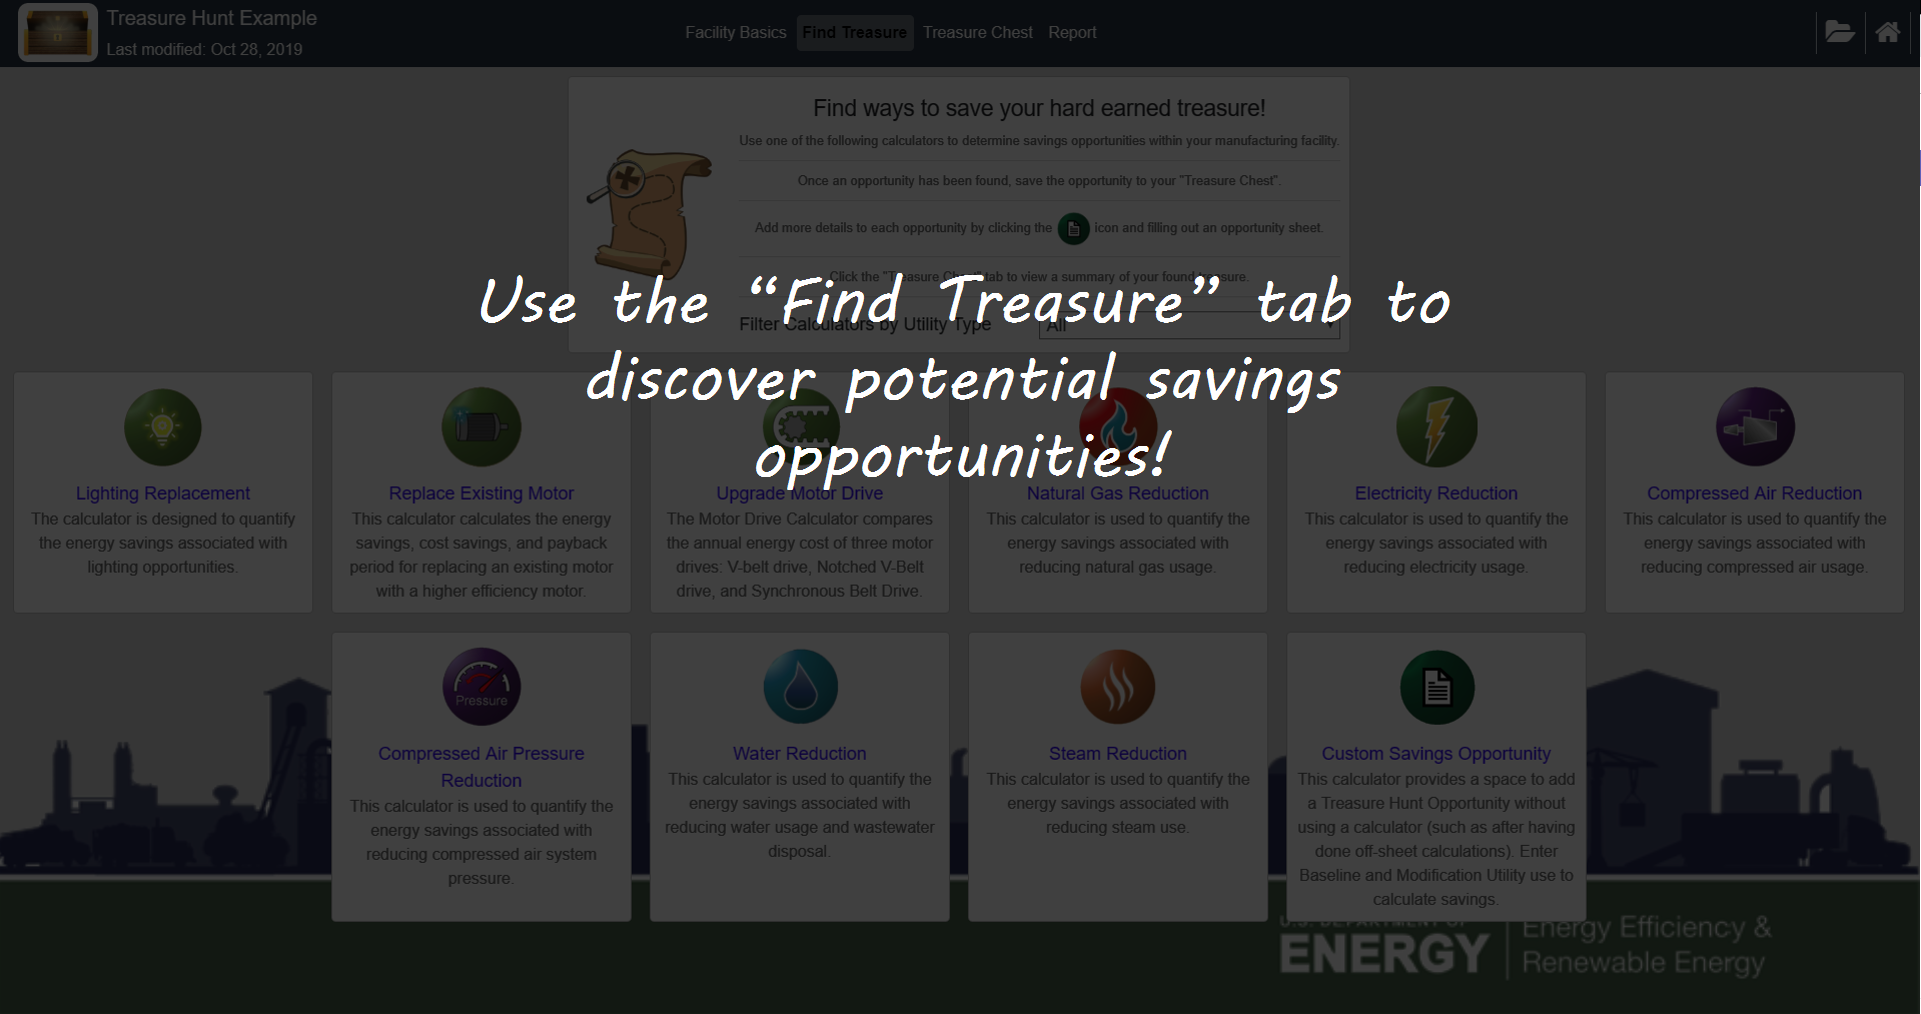 Treasure Hunt Example
Last modified: Oct 28, 2019
Facility Basics
Find Treasure
Treasure Chest
Report
Find ways to save your hard earned treasure!
Use one of the following calculators to determine savings opportunities within your manufacturing facility.
Once an opportunity has been found, save the opportunity to your "Treasure Chest".
Add more details to each opportunity by clicking the icon and filling out an opportunity sheet.
Click the "Treasure Chest" tab to view a summary of your found treasure.
Filter Calculators by Utility Type
All
Use the “Find Treasure” tab to
discover potential savings
opportunities!
Lighting Replacement
The calculator is designed to quantify
the energy savings associated with
lighting opportunities.
Replace Existing Motor
This calculator calculates the energy
savings, cost savings, and payback
period for replacing an existing motor
with a higher efficiency motor.
Upgrade Motor Drive
The Motor Drive Calculator compares
the annual energy cost of three motor
drives: V-belt drive, Notched V-Belt
drive, and Synchronous Belt Drive.
Natural Gas Reduction
This calculator is used to quantify the
energy savings associated with
reducing natural gas usage.
Electricity Reduction
This calculator is used to quantify the
energy savings associated with
reducing electricity usage.
Compressed Air Reduction
This calculator is used to quantify the
energy savings associated with
reducing compressed air usage.
Pressure
Compressed Air Pressure
Reduction
This calculator is used to quantify the
energy savings associated with
reducing compressed air system
pressure.
Water Reduction
This calculator is used to quantify the
energy savings associated with
reducing water usage and wastewater
disposal.
Steam Reduction
This calculator is used to quantify the
energy savings associated with
reducing steam use.
Custom Savings Opportunity
This calculator provides a space to add
a Treasure Hunt Opportunity without
using a calculator (such as after having
done off-sheet calculations). Enter
Baseline and Modification Utility use to
calculate savings.
U.S. DEPARTMENT OF
ENERGY
Energy Efficiency &
Renewable Energy